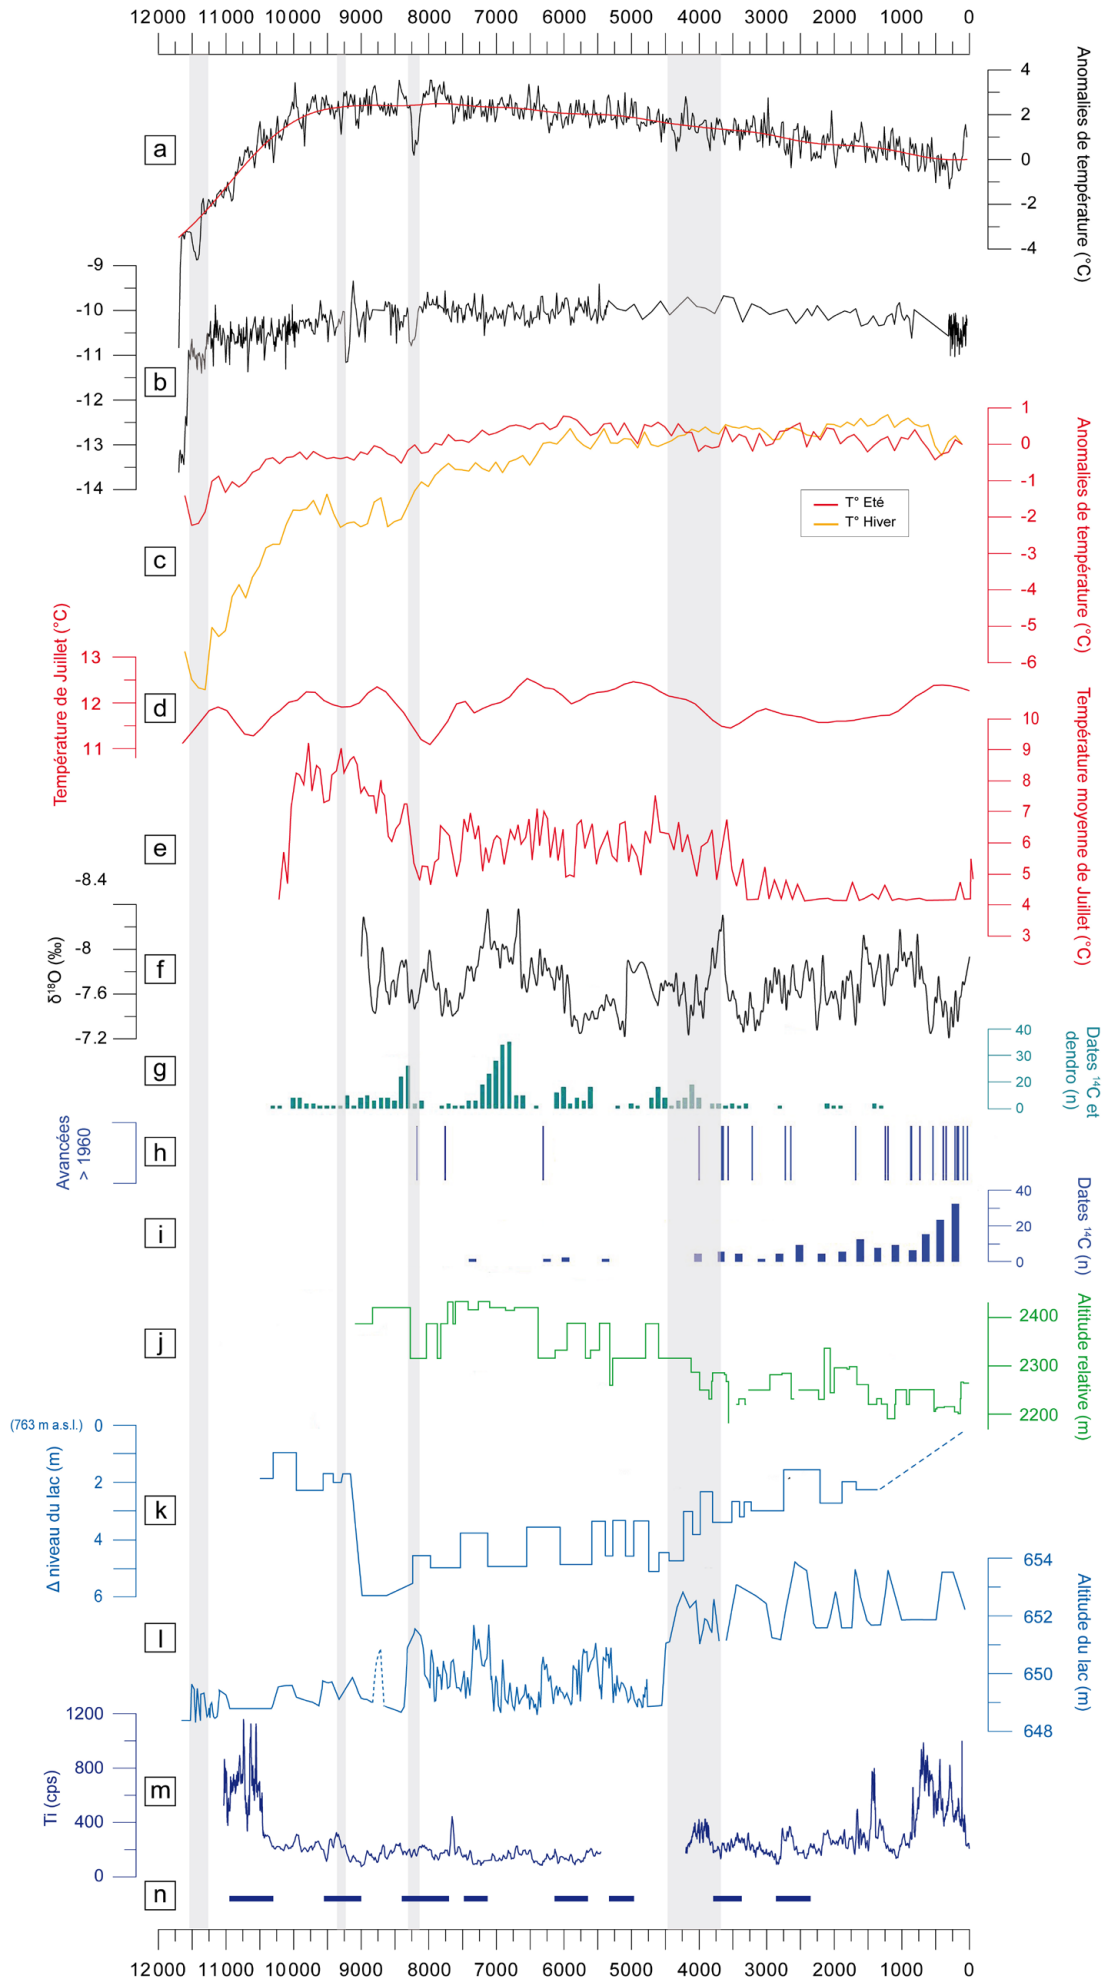 12000 11000 10000 9000 8000 7000 6000 5000 4000 3000 2000 1000 0
Anomalies de température (°C)
4
2
0
-2
-4
a
-9
-10
-11
-12
-13
-14
b
Anomalies de température (°C)
1
0
-1
-2
-3
-4
-5
-6
T° Eté
T° Hiver
c
Température de Juillet (°C)
13
12
11
d
Température moyenne de Juillet (°C)
10
9
8
7
6
5
4
3
e
-8.4
-8
-7.6
-7.2
δ¹⁸O (‰)
f
g
40
30
20
0
Dates ¹⁴C et
dendro (n)
Avancées
> 1960
h
i
40
20
0
Dates ¹⁴C (n)
j
2400
2300
2200
Altitude relative (m)
(763 m a.s.l.) 0
2
4
6
Δ niveau du lac (m)
k
654
652
650
648
Altitude du lac (m)
l
1200
800
400
0
Ti (cps)
m
n
12000 11000 10000 9000 8000 7000 6000 5000 4000 3000 2000 1000 0